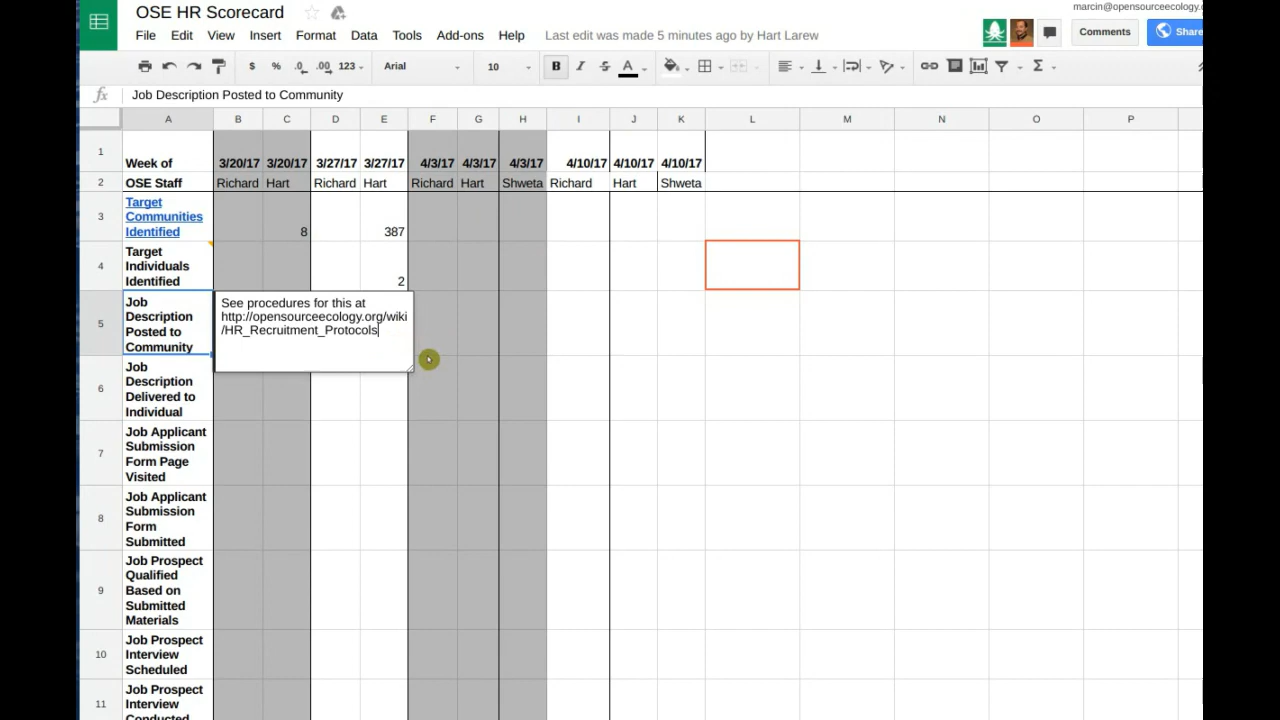 OSE HR Scorecard
marcin@opensourceecology.
File Edit View Insert Format Data Tools Add-ons Help Last edit was made 5 minutes ago by Hart Larew
Comments
Share
$ % .0 .00 123 Arial 10 B I S A Σ
fx Job Description Posted to Community
A B C D E F G H I J K L M N O P
1 Week of 3/20/17 3/20/17 3/27/17 3/27/17 4/3/17 4/3/17 4/3/17 4/10/17 4/10/17 4/10/17
2 OSE Staff Richard Hart Richard Hart Richard Hart Shweta Richard Hart Shweta
Target
3 Communities
Identified 8 387
Target
4 Individuals
Identified 2
Job
Description
5 Posted to
Community
See procedures for this at
http://opensourceecology.org/wiki
/HR_Recruitment_Protocols
Job
Description
6 Delivered to
Individual
Job Applicant
Submission
7 Form Page
Visited
Job Applicant
Submission
8 Form
Submitted
Job Prospect
Qualified
9 Based on
Submitted
Materials
Job Prospect
10 Interview
Scheduled
Job Prospect
11 Interview
Conducted